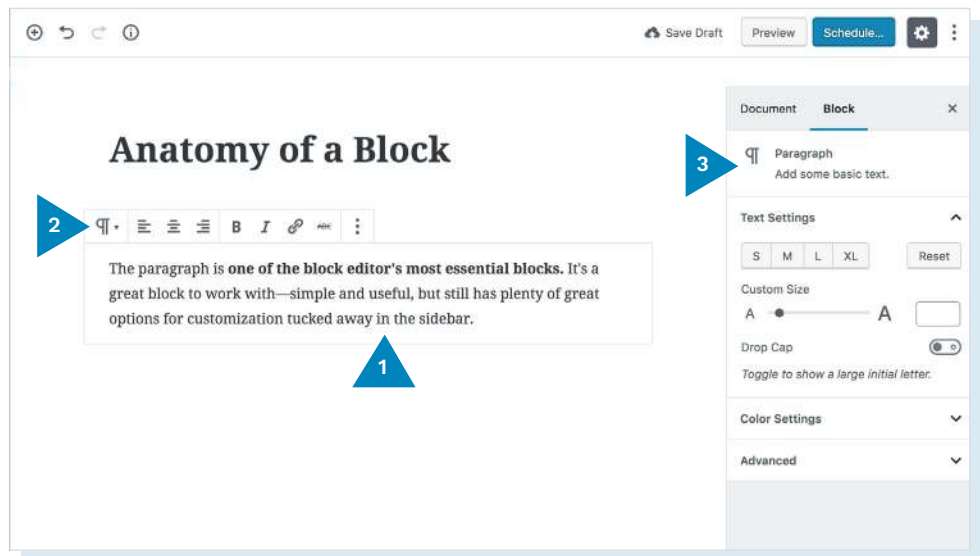 Save Draft Preview Schedule...
Document Block
Anatomy of a Block
3
Paragraph
Add some basic text.
2
B I ABC
Text Settings
S M L XL Reset
The paragraph is one of the block editor's most essential blocks. It's a
great block to work with—simple and useful, but still has plenty of great
options for customization tucked away in the sidebar.
1
Custom Size
A A
Drop Cap
Toggle to show a large initial letter.
Color Settings
Advanced